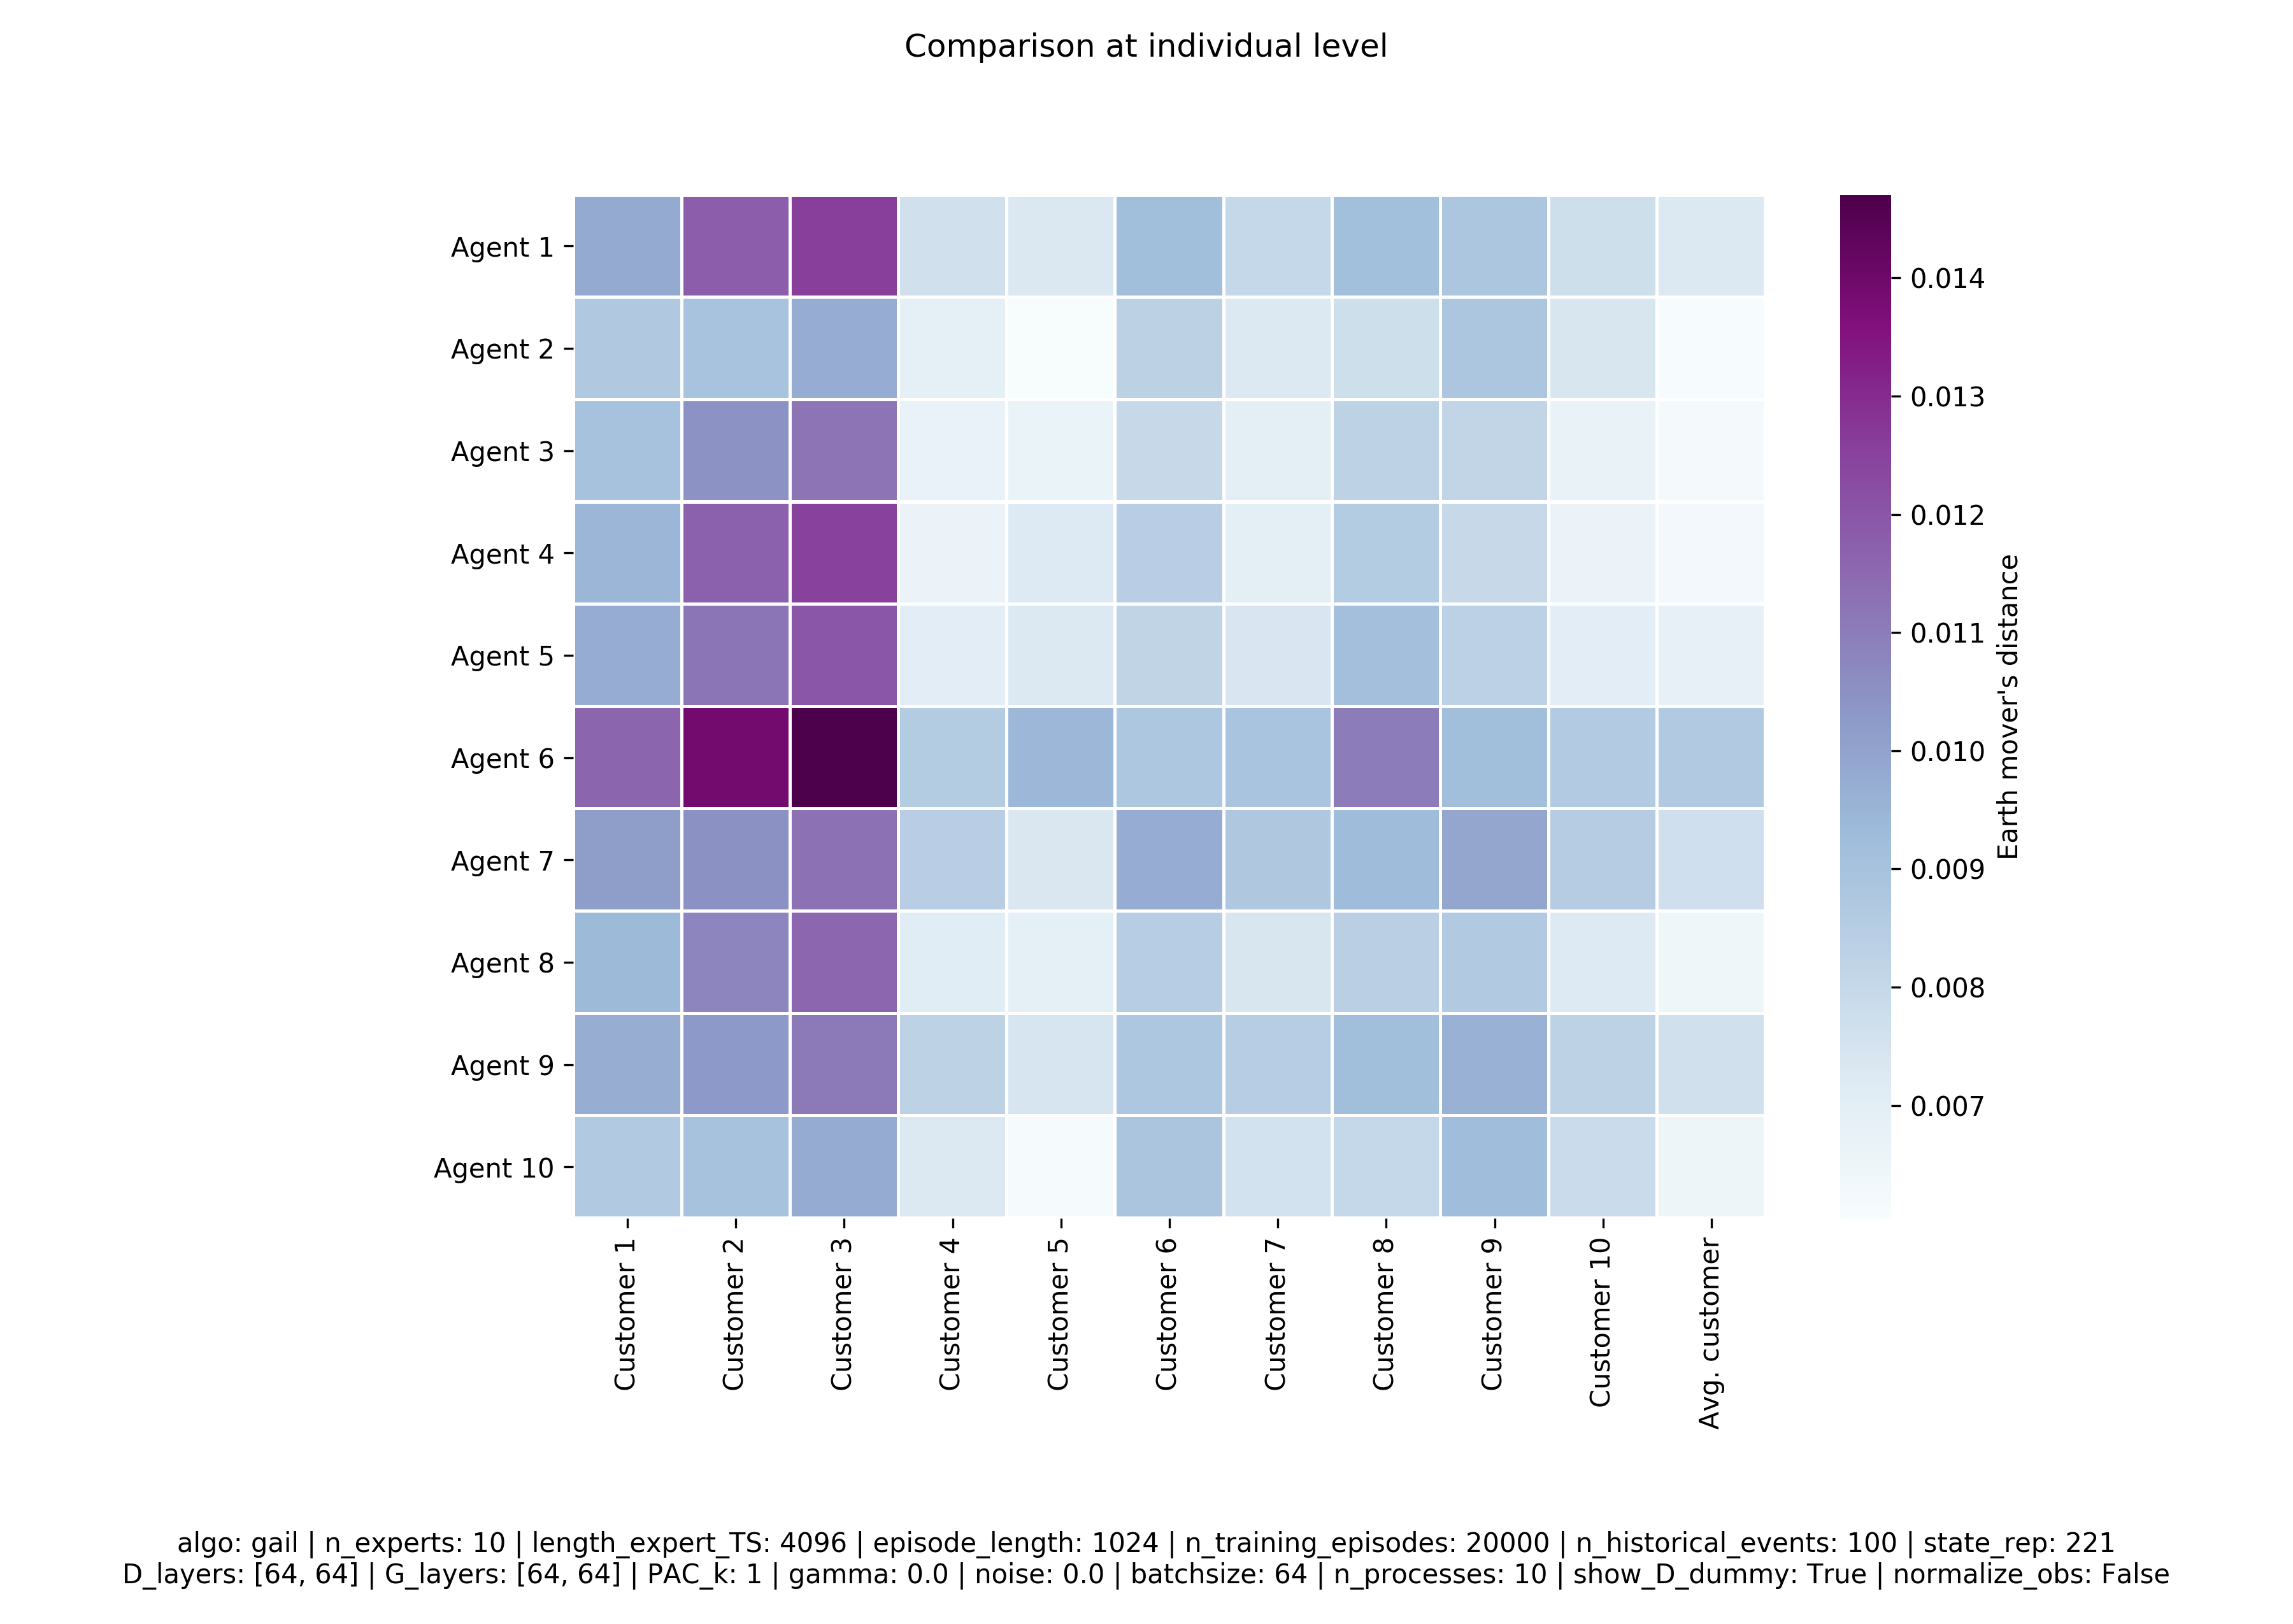 Comparison at individual level
Agent 1
Agent 2
Agent 3
Agent 4
Agent 5
Agent 6
Agent 7
Agent 8
Agent 9
Agent 10
Customer 1
Customer 2
Customer 3
Customer 4
Customer 5
Customer 6
Customer 7
Customer 8
Customer 9
Customer 10
Avg. customer
0.014
0.013
0.012
0.011
0.010
0.009
0.008
0.007
Earth mover's distance
algo: gail | n_experts: 10 | length_expert_TS: 4096 | episode_length: 1024 | n_training_episodes: 20000 | n_historical_events: 100 | state_rep: 221
D_layers: [64, 64] | G_layers: [64, 64] | PAC_k: 1 | gamma: 0.0 | noise: 0.0 | batchsize: 64 | n_processes: 10 | show_D_dummy: True | normalize_obs: False